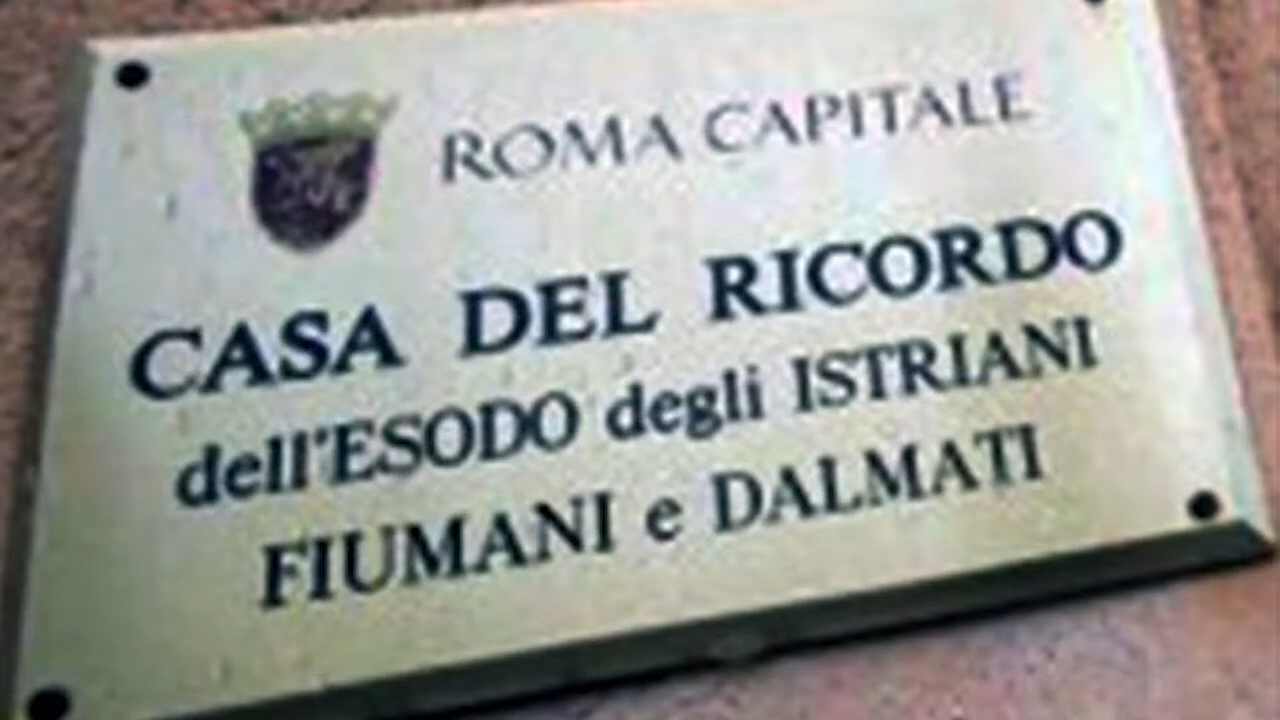 ROMA CAPITALE
CASA DEL RICORDO
dell'ESODO degli ISTRIANI
FIUMANI e DALMATI